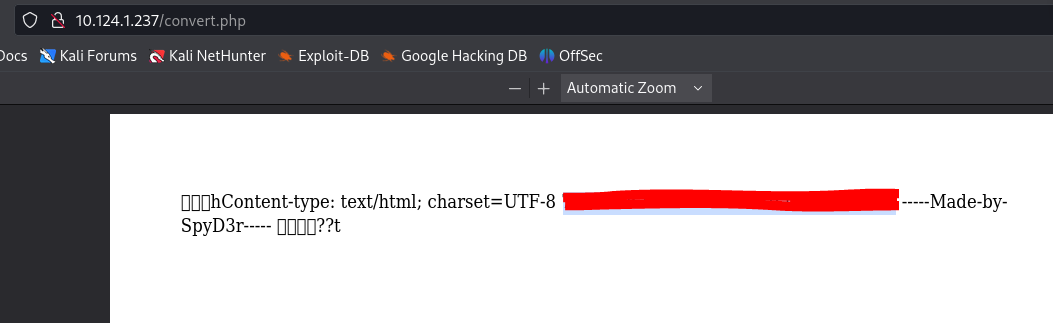 10.124.1.237/convert.php
Docs Kali Forums Kali NetHunter Exploit-DB Google Hacking DB OffSec
− + Automatic Zoom
hContent-type: text/html; charset=UTF-8 -----Made-by-
SpyD3r----- ??t